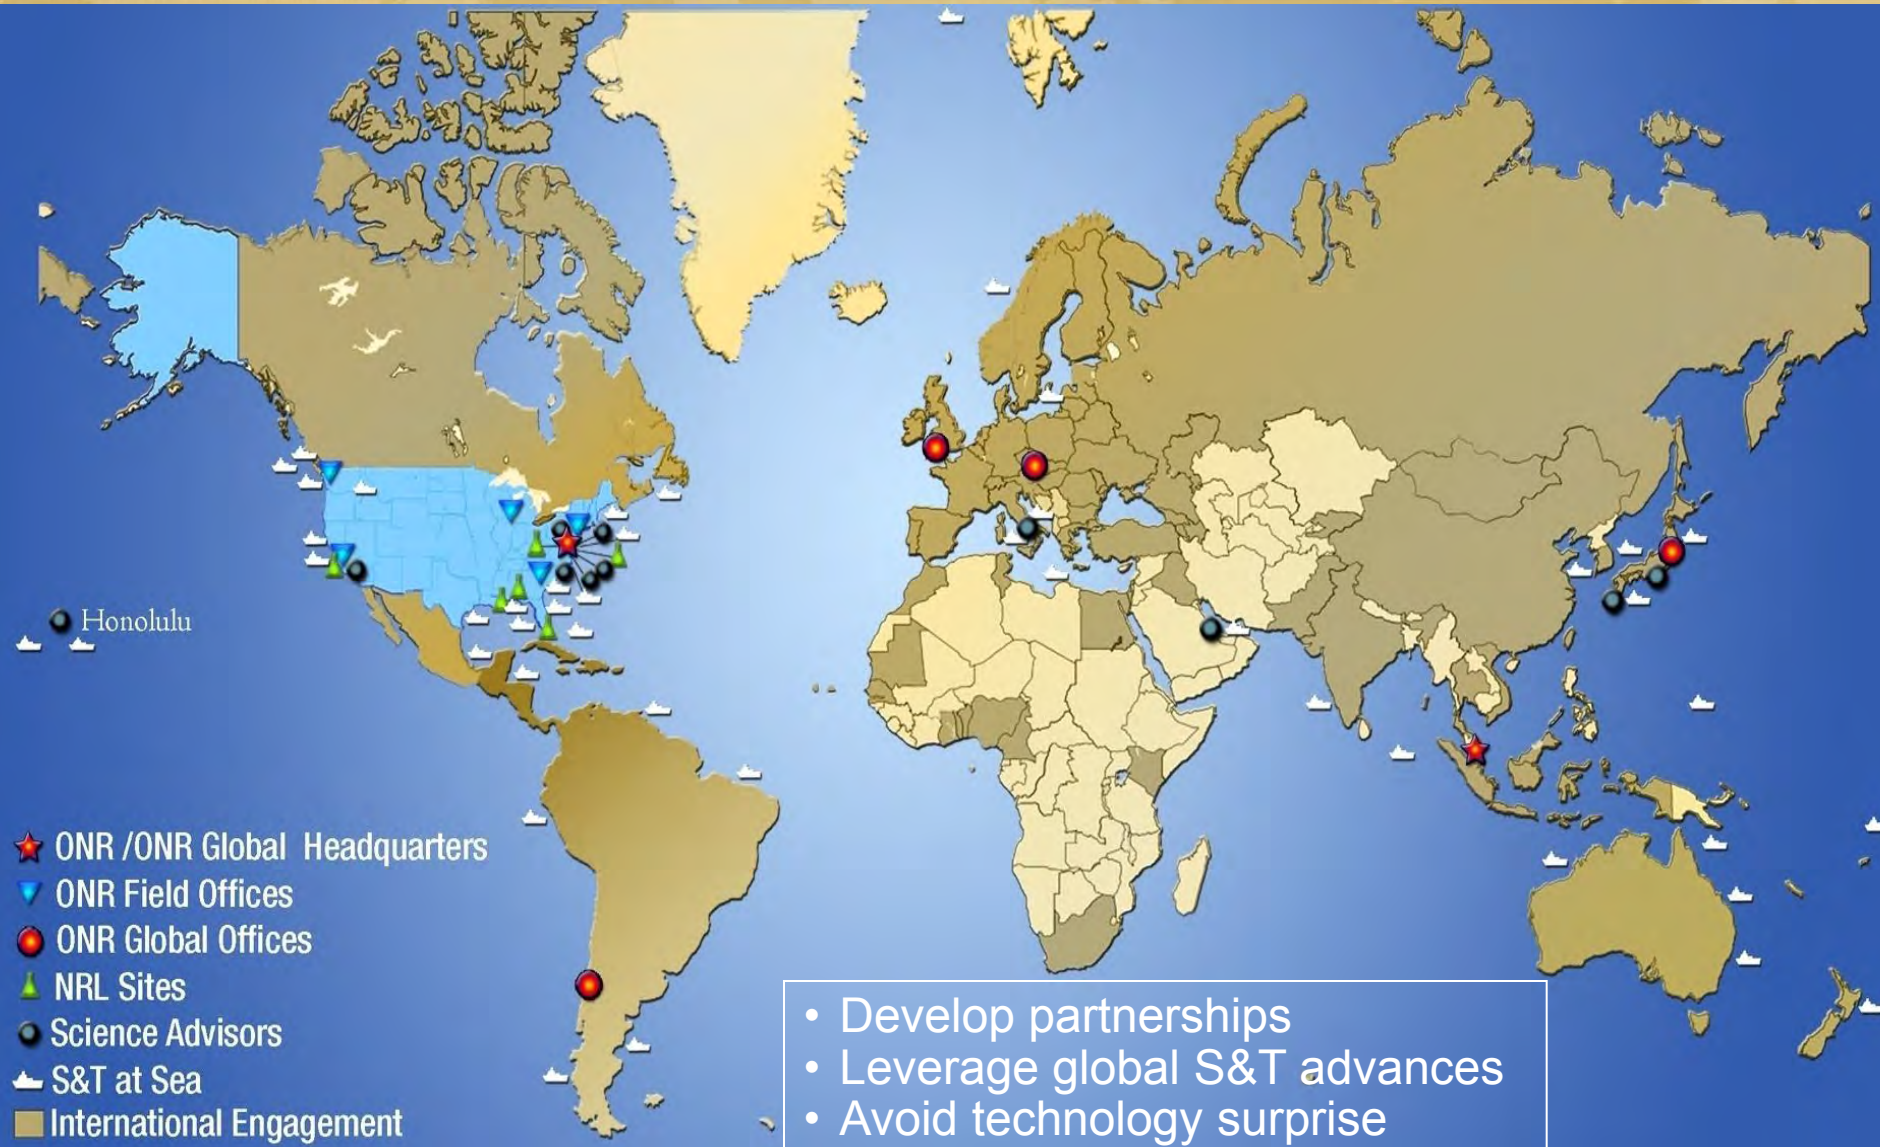 Honolulu
ONR /ONR Global Headquarters
ONR Field Offices
ONR Global Offices
NRL Sites
Science Advisors
S&T at Sea
International Engagement
• Develop partnerships
• Leverage global S&T advances
• Avoid technology surprise